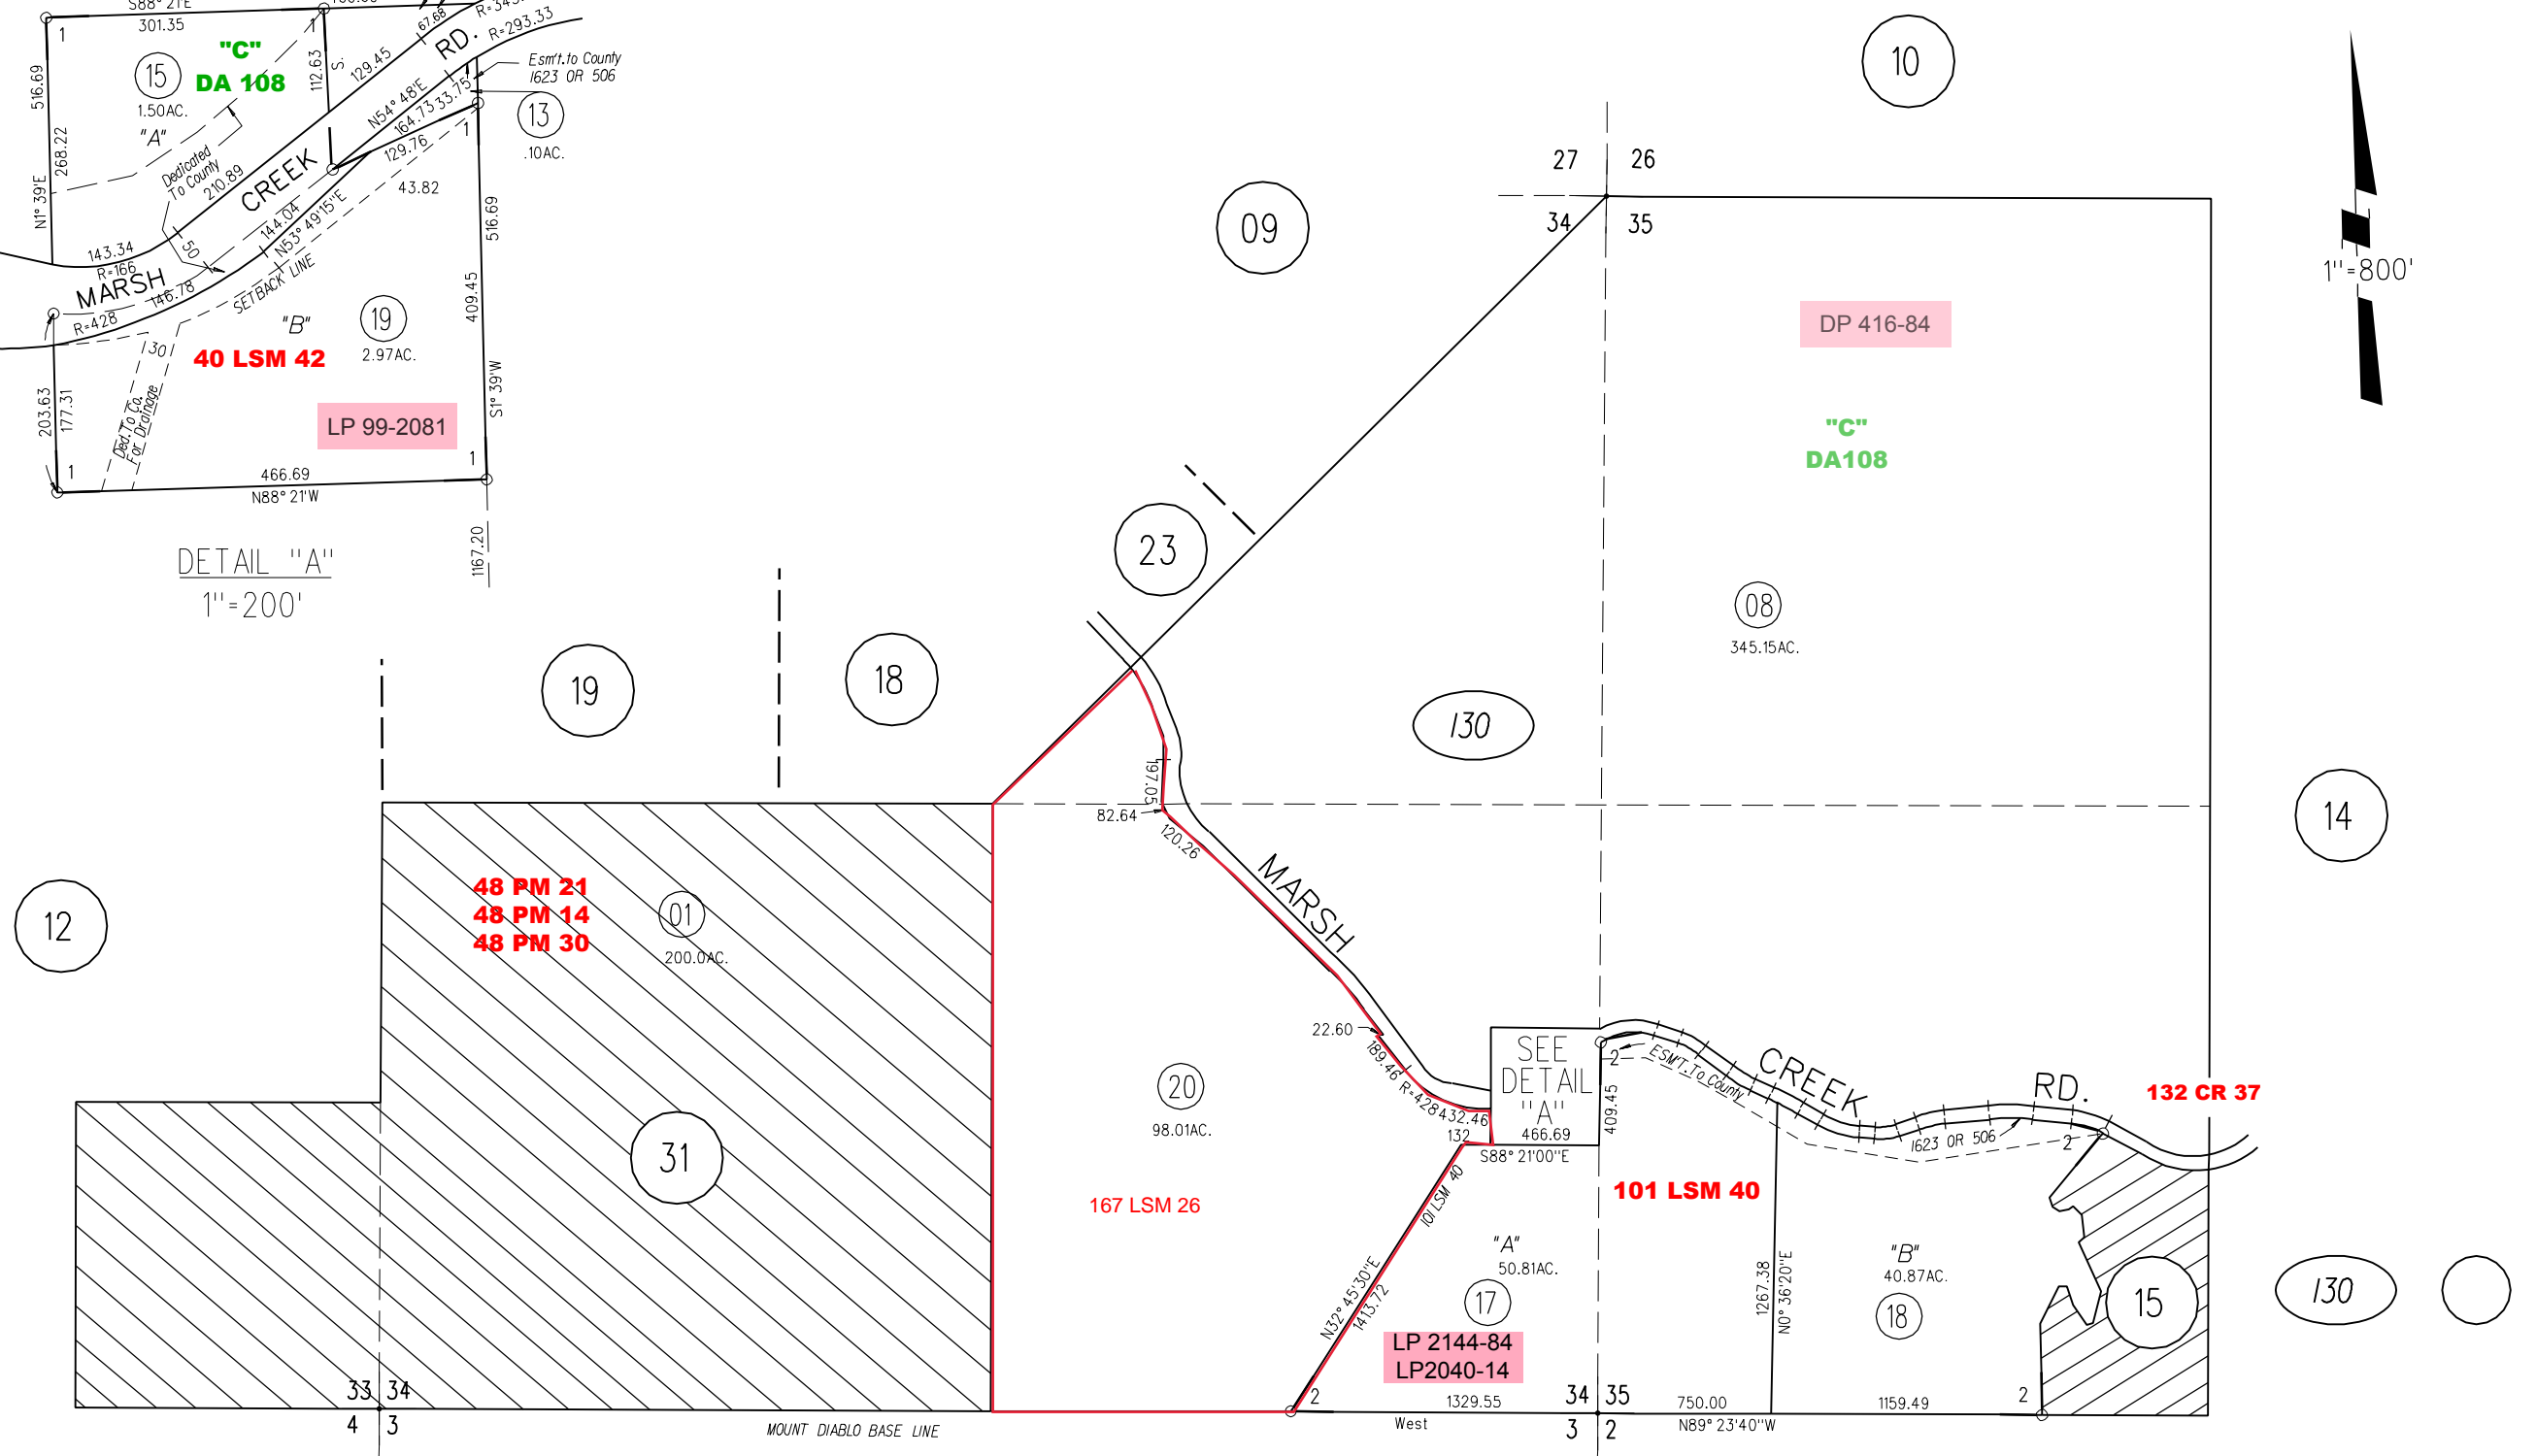 S88° 21'E
301.35
1
1
"C"
DA 108
15
1.50AC.
"A"
516.69
268.22
N1° 39'E
112.63
S.
129.45
67.68
RD.
R=293.33
Esm't.to County
1623 OR 506
13
.10AC.
N54° 48'E
164.73
33.75
129.76
1
43.82
Dedicated
To County
210.89
CREEK
144.04
N53° 49'15"E
50
143.34
R=166
MARSH
146.78
R=428
SETBACK LINE
"B"
19
2.97AC.
40 LSM 42
130
LP 99-2081
516.69
409.45
S1° 39'W
203.63
177.31
Ded.To Co.
For Drainage
1
1
466.69
N88° 21'W
1167.20
DETAIL "A"
1"=200'
10
27
26
34
35
09
1"=800'
DP 416-84
"C"
DA108
23
08
345.15AC.
19
18
130
197.05
82.64
120.26
MARSH
14
12
48 PM 21
48 PM 14
48 PM 30
01
200.0AC.
31
22.60
189.46
R=428
432.46
132
SEE
DETAIL
"A"
466.69
S88° 21'00"E
409.45
2
ESM'T.To County
CREEK
RD.
132 CR 37
1623 OR 506
2
20
98.01AC.
167 LSM 26
101 LSM 40
101 LSM 40
N32° 45'30"E
1413.72
"A"
50.81AC.
17
LP 2144-84
LP2040-14
1267.38
N0° 36'20"E
"B"
40.87AC.
18
15
130
33
34
4
3
MOUNT DIABLO BASE LINE
2
1329.55
West
34
35
3
2
750.00
N89° 23'40"W
1159.49
2